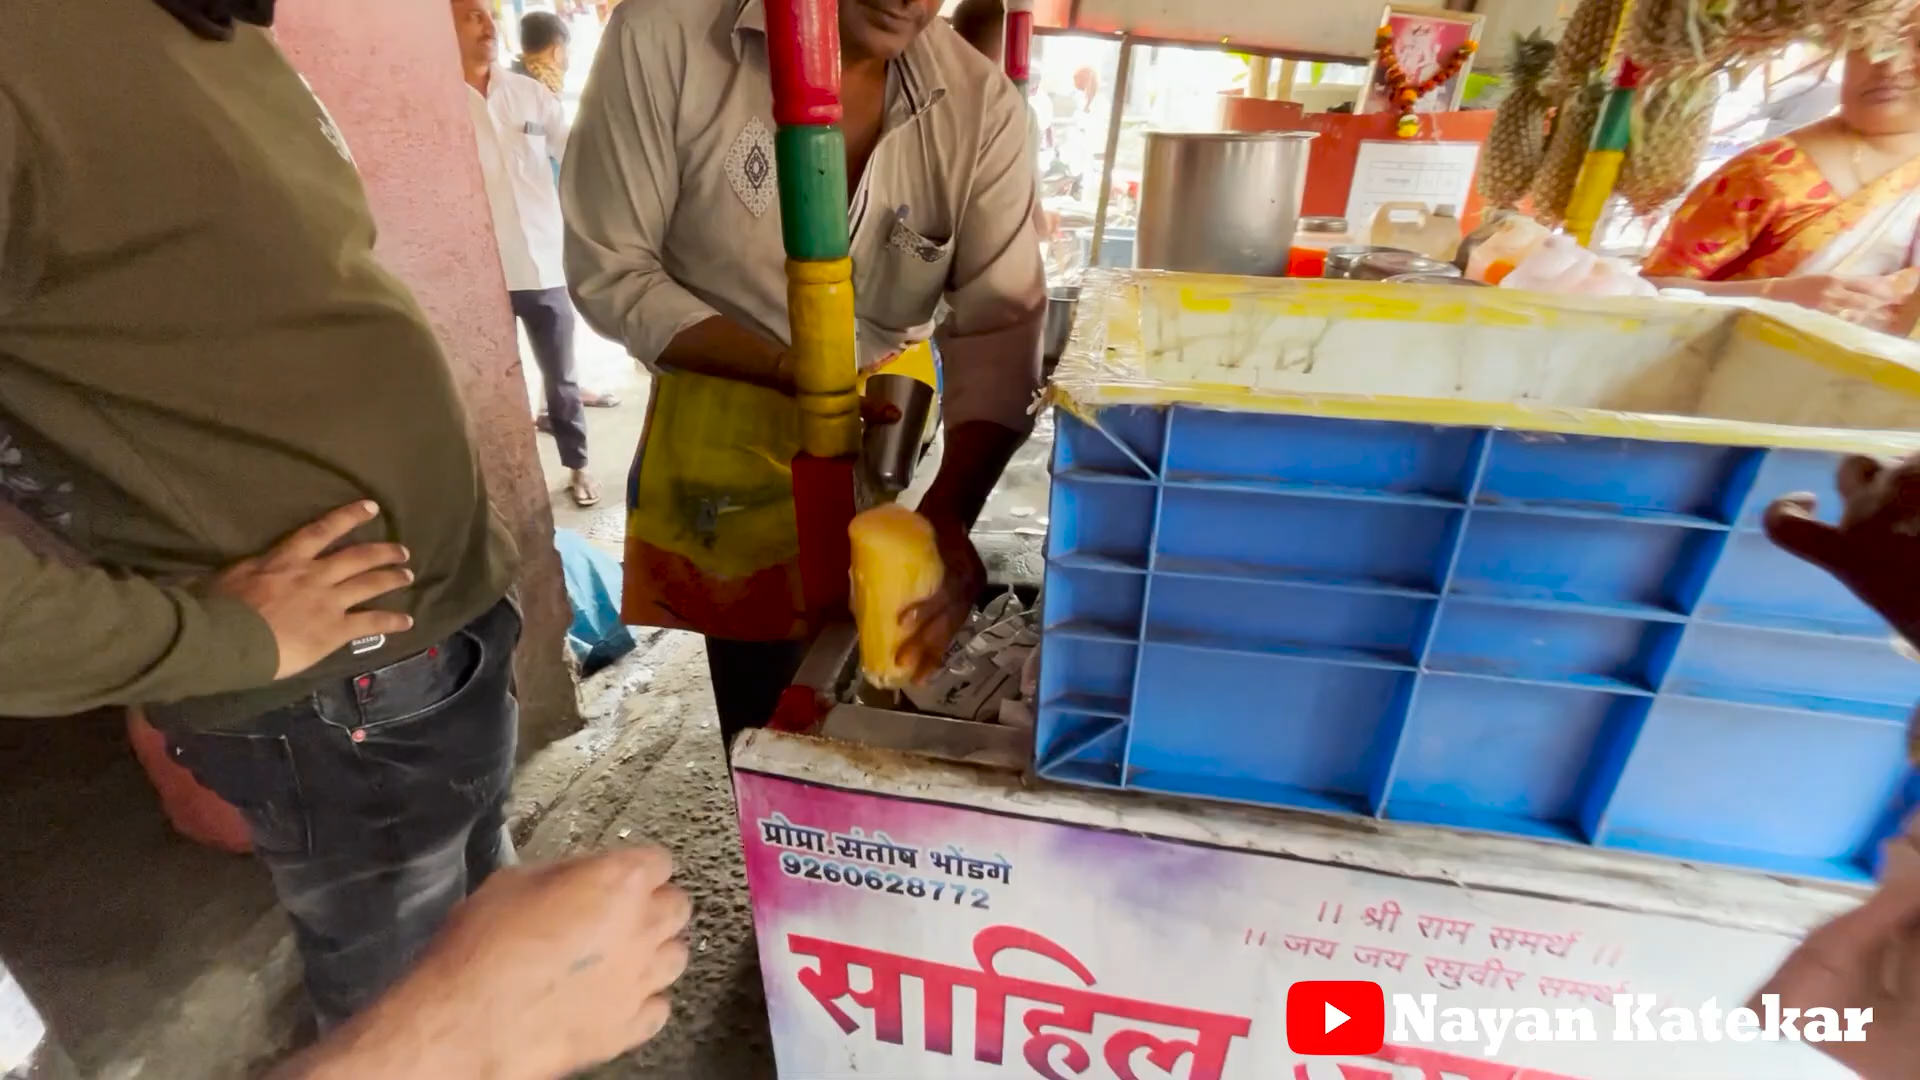 प्रोप्रा.संतोष भोंडगे
9260628772
।। श्री राम समर्थ ।।
।। जय जय रघुवीर समर्थ
साहिल
Nayan Katekar